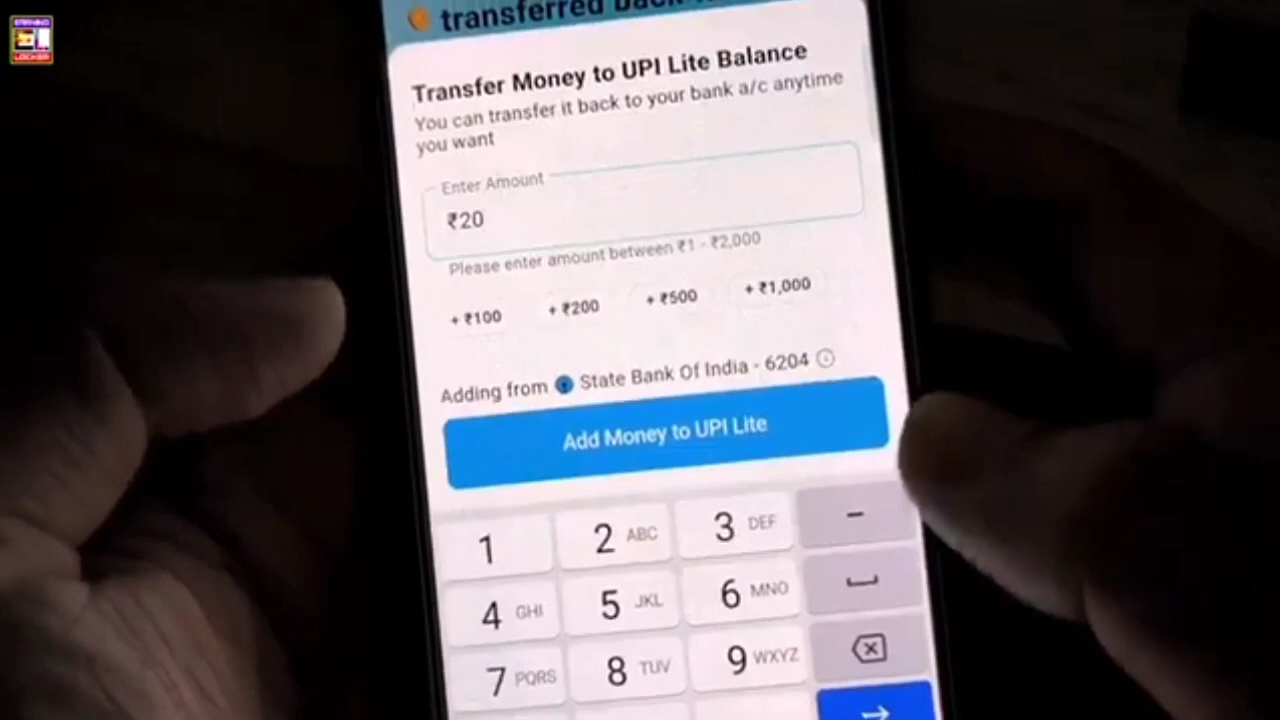 EARNING
LOCKER
transferred back
Transfer Money to UPI Lite Balance
You can transfer it back to your bank a/c anytime
you want
Enter Amount
₹20
Please enter amount between ₹1 - ₹2,000
+ ₹100 + ₹200 + ₹500 + ₹1,000
Adding from State Bank Of India - 6204
Add Money to UPI Lite
1 2 ABC 3 DEF -
4 GHI 5 JKL 6 MNO
7 PQRS 8 TUV 9 WXYZ